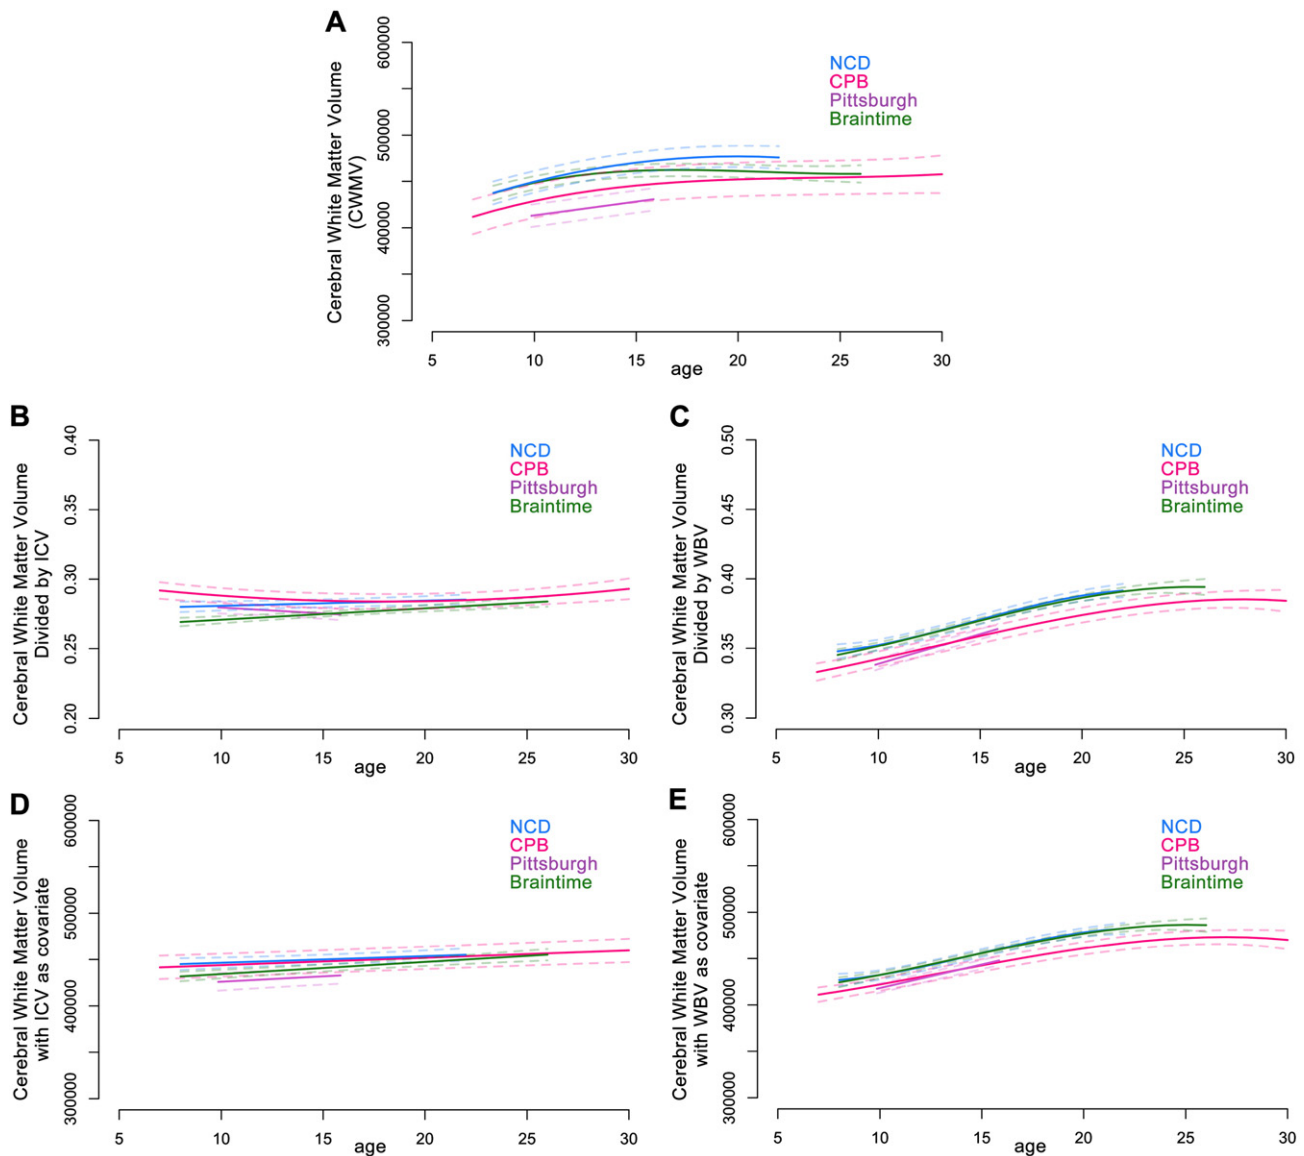 A
Cerebral White Matter Volume
(CWMV)
600000
500000
400000
300000
NCD
CPB
Pittsburgh
Braintime
5 10 15 20 25 30
age
B
Cerebral White Matter Volume
Divided by ICV
0.40
0.35
0.30
0.25
0.20
NCD
CPB
Pittsburgh
Braintime
5 10 15 20 25 30
age
C
Cerebral White Matter Volume
Divided by WBV
0.50
0.45
0.40
0.35
0.30
NCD
CPB
Pittsburgh
Braintime
5 10 15 20 25 30
age
D
Cerebral White Matter Volume
with ICV as covariate
600000
500000
400000
300000
NCD
CPB
Pittsburgh
Braintime
5 10 15 20 25 30
age
E
Cerebral White Matter Volume
with WBV as covariate
600000
500000
400000
300000
NCD
CPB
Pittsburgh
Braintime
5 10 15 20 25 30
age